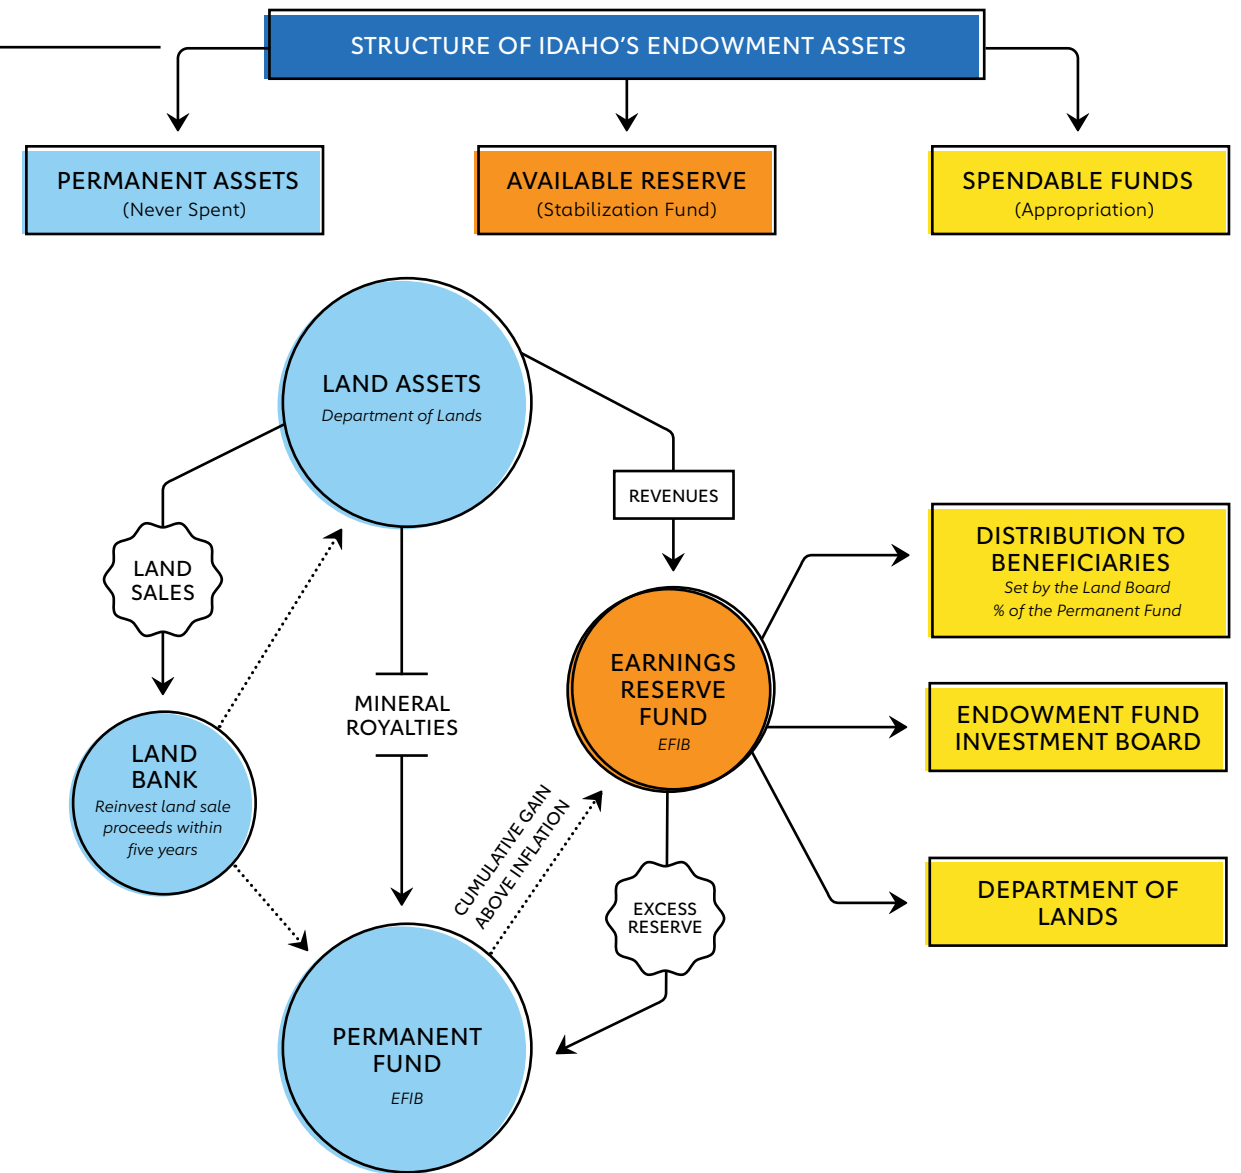 STRUCTURE OF IDAHO'S ENDOWMENT ASSETS
PERMANENT ASSETS
(Never Spent)
AVAILABLE RESERVE
(Stabilization Fund)
SPENDABLE FUNDS
(Appropriation)
LAND ASSETS
Department of Lands
REVENUES
LAND
SALES
DISTRIBUTION TO
BENEFICIARIES
Set by the Land Board
% of the Permanent Fund
EARNINGS
RESERVE
FUND
EFIB
MINERAL
ROYALTIES
ENDOWMENT FUND
INVESTMENT BOARD
LAND
BANK
Reinvest land sale
proceeds within
five years
CUMULATIVE GAIN
ABOVE INFLATION
EXCESS
RESERVE
DEPARTMENT OF
LANDS
PERMANENT
FUND
EFIB